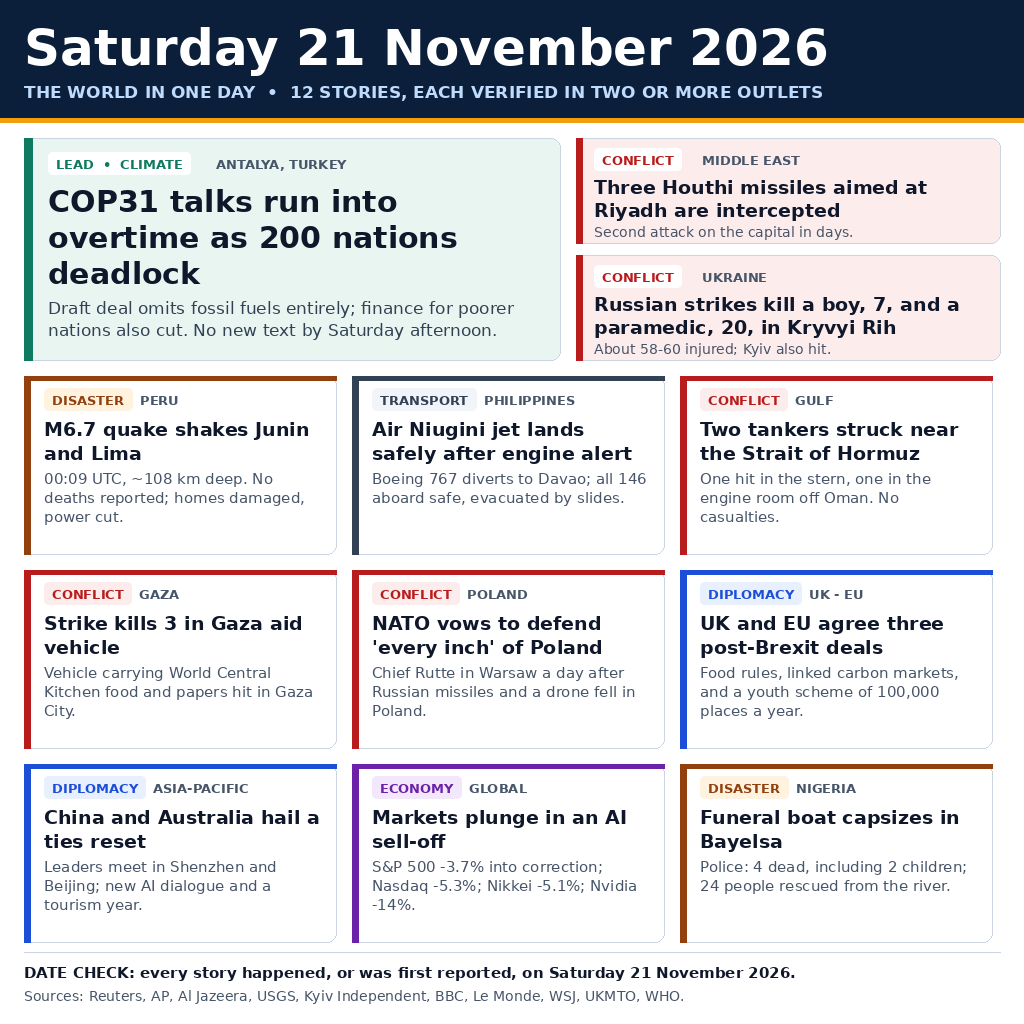 Saturday 21 November 2026
THE WORLD IN ONE DAY • 12 STORIES, EACH VERIFIED IN TWO OR MORE OUTLETS
LEAD • CLIMATE ANTALYA, TURKEY
COP31 talks run into
overtime as 200 nations
deadlock
Draft deal omits fossil fuels entirely; finance for poorer
nations also cut. No new text by Saturday afternoon.
CONFLICT MIDDLE EAST
Three Houthi missiles aimed at
Riyadh are intercepted
Second attack on the capital in days.
CONFLICT UKRAINE
Russian strikes kill a boy, 7, and a
paramedic, 20, in Kryvyi Rih
About 58-60 injured; Kyiv also hit.
DISASTER PERU
M6.7 quake shakes Junin
and Lima
00:09 UTC, ~108 km deep. No
deaths reported; homes damaged,
power cut.
TRANSPORT PHILIPPINES
Air Niugini jet lands
safely after engine alert
Boeing 767 diverts to Davao; all 146
aboard safe, evacuated by slides.
CONFLICT GULF
Two tankers struck near
the Strait of Hormuz
One hit in the stern, one in the
engine room off Oman. No
casualties.
CONFLICT GAZA
Strike kills 3 in Gaza aid
vehicle
Vehicle carrying World Central
Kitchen food and papers hit in Gaza
City.
CONFLICT POLAND
NATO vows to defend
'every inch' of Poland
Chief Rutte in Warsaw a day after
Russian missiles and a drone fell in
Poland.
DIPLOMACY UK - EU
UK and EU agree three
post-Brexit deals
Food rules, linked carbon markets,
and a youth scheme of 100,000
places a year.
DIPLOMACY ASIA-PACIFIC
China and Australia hail a
ties reset
Leaders meet in Shenzhen and
Beijing; new AI dialogue and a
tourism year.
ECONOMY GLOBAL
Markets plunge in an AI
sell-off
S&P 500 -3.7% into correction;
Nasdaq -5.3%; Nikkei -5.1%; Nvidia
-14%.
DISASTER NIGERIA
Funeral boat capsizes in
Bayelsa
Police: 4 dead, including 2 children;
24 people rescued from the river.
DATE CHECK: every story happened, or was first reported, on Saturday 21 November 2026.
Sources: Reuters, AP, Al Jazeera, USGS, Kyiv Independent, BBC, Le Monde, WSJ, UKMTO, WHO.